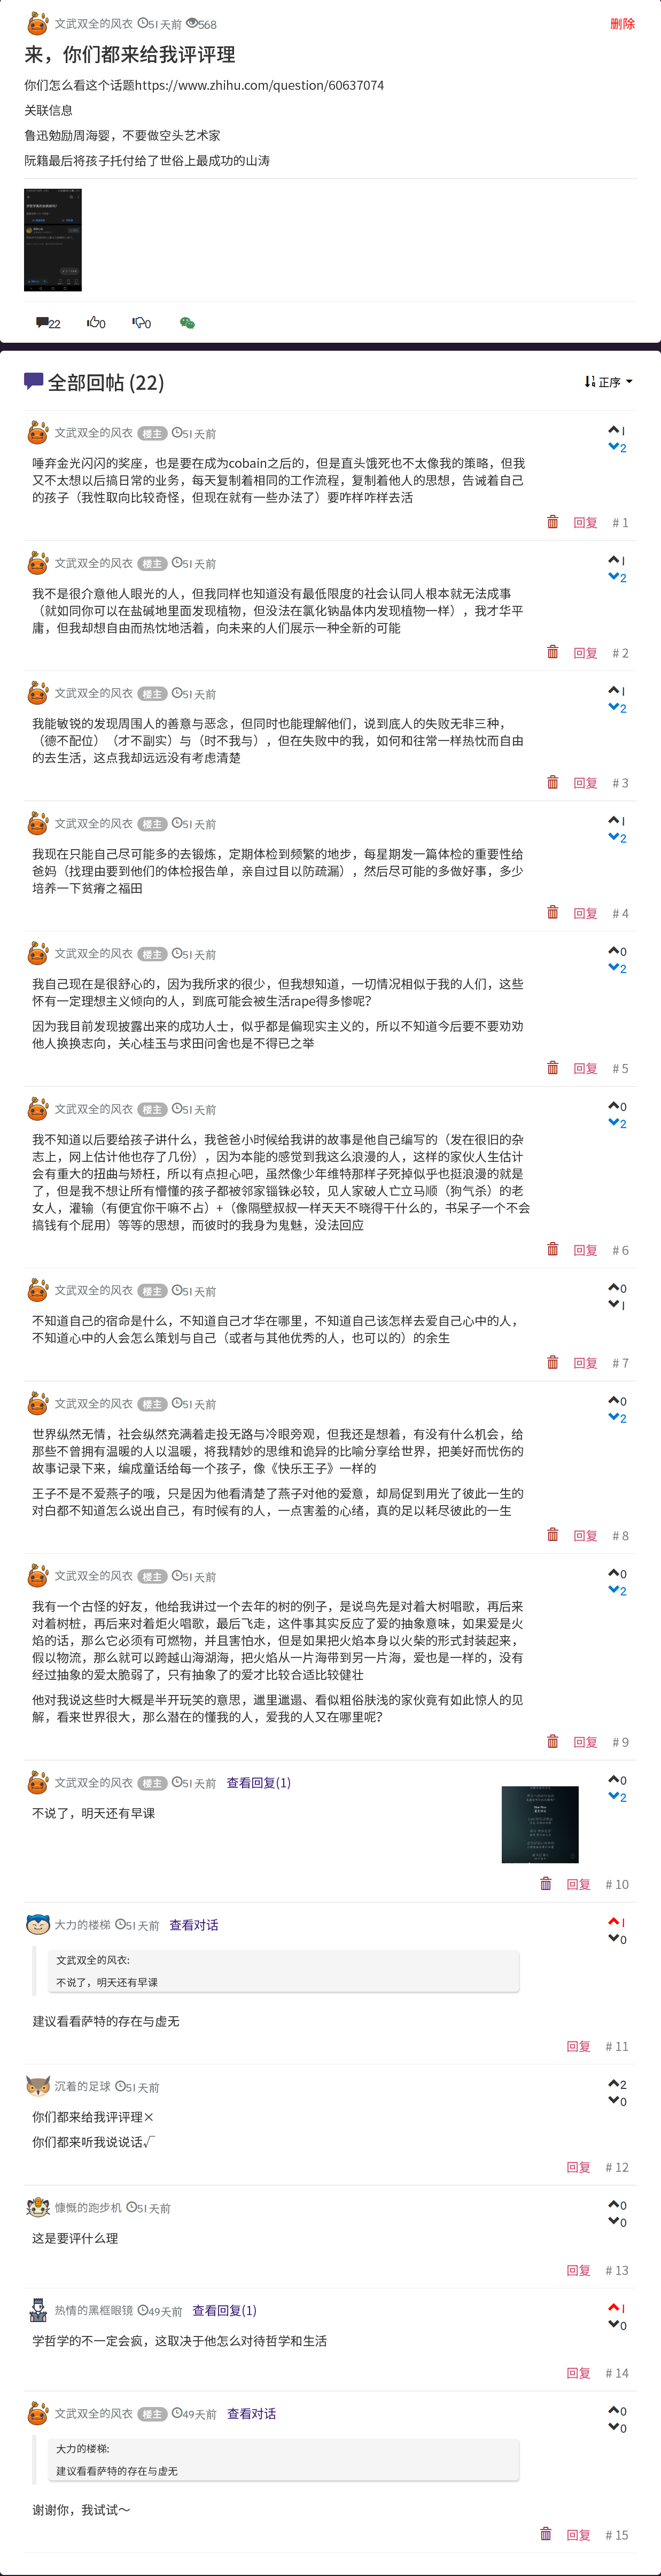 文武双全的风衣 51天前 568 删除
来，你们都来给我评评理
你们怎么看这个话题https://www.zhihu.com/question/60637074
关联信息
鲁迅勉励周海婴，不要做空头艺术家
阮籍最后将孩子托付给了世俗上最成功的山涛
22 0 0
全部回帖 (22) 正序
文武双全的风衣 楼主 51天前 1
2
唾弃金光闪闪的奖座，也是要在成为cobain之后的，但是直头饿死也不太像我的策略，但我
又不太想以后搞日常的业务，每天复制着相同的工作流程，复制着他人的思想，告诫着自己
的孩子（我性取向比较奇怪，但现在就有一些办法了）要咋样咋样去活
回复 # 1
文武双全的风衣 楼主 51天前 1
2
我不是很介意他人眼光的人，但我同样也知道没有最低限度的社会认同人根本就无法成事
（就如同你可以在盐碱地里面发现植物，但没法在氯化钠晶体内发现植物一样），我才华平
庸，但我却想自由而热忱地活着，向未来的人们展示一种全新的可能
回复 # 2
文武双全的风衣 楼主 51天前 1
2
我能敏锐的发现周围人的善意与恶念，但同时也能理解他们，说到底人的失败无非三种，
（德不配位）（才不副实）与（时不我与），但在失败中的我，如何和往常一样热忱而自由
的去生活，这点我却远远没有考虑清楚
回复 # 3
文武双全的风衣 楼主 51天前 1
2
我现在只能自己尽可能多的去锻炼，定期体检到频繁的地步，每星期发一篇体检的重要性给
爸妈（找理由要到他们的体检报告单，亲自过目以防疏漏），然后尽可能的多做好事，多少
培养一下贫瘠之福田
回复 # 4
文武双全的风衣 楼主 51天前 0
2
我自己现在是很舒心的，因为我所求的很少，但我想知道，一切情况相似于我的人们，这些
怀有一定理想主义倾向的人，到底可能会被生活rape得多惨呢？
因为我目前发现披露出来的成功人士，似乎都是偏现实主义的，所以不知道今后要不要劝劝
他人换换志向，关心桂玉与求田问舍也是不得已之举
回复 # 5
文武双全的风衣 楼主 51天前 0
2
我不知道以后要给孩子讲什么，我爸爸小时候给我讲的故事是他自己编写的（发在很旧的杂
志上，网上估计他也存了几份），因为本能的感觉到我这么浪漫的人，这样的家伙人生估计
会有重大的扭曲与矫枉，所以有点担心吧，虽然像少年维特那样子死掉似乎也挺浪漫的就是
了，但是我不想让所有懵懂的孩子都被邻家锱铢必较，见人家破人亡立马顺（狗气杀）的老
女人，灌输（有便宜你干嘛不占）+（像隔壁叔叔一样天天不晓得干什么的，书呆子一个不会
搞钱有个屁用）等等的思想，而彼时的我身为鬼魅，没法回应
回复 # 6
文武双全的风衣 楼主 51天前 0
1
不知道自己的宿命是什么，不知道自己才华在哪里，不知道自己该怎样去爱自己心中的人，
不知道心中的人会怎么策划与自己（或者与其他优秀的人，也可以的）的余生
回复 # 7
文武双全的风衣 楼主 51天前 0
2
世界纵然无情，社会纵然充满着走投无路与冷眼旁观，但我还是想着，有没有什么机会，给
那些不曾拥有温暖的人以温暖，将我精妙的思维和诡异的比喻分享给世界，把美好而忧伤的
故事记录下来，编成童话给每一个孩子，像《快乐王子》一样的
王子不是不爱燕子的哦，只是因为他看清楚了燕子对他的爱意，却局促到用光了彼此一生的
对白都不知道怎么说出自己，有时候有的人，一点害羞的心绪，真的足以耗尽彼此的一生
回复 # 8
文武双全的风衣 楼主 51天前 0
2
我有一个古怪的好友，他给我讲过一个去年的树的例子，是说鸟先是对着大树唱歌，再后来
对着树桩，再后来对着炬火唱歌，最后飞走，这件事其实反应了爱的抽象意味，如果爱是火
焰的话，那么它必须有可燃物，并且害怕水，但是如果把火焰本身以火柴的形式封装起来，
假以物流，那么就可以跨越山海湖海，把火焰从一片海带到另一片海，爱也是一样的，没有
经过抽象的爱太脆弱了，只有抽象了的爱才比较合适比较健壮
他对我说这些时大概是半开玩笑的意思，邋里邋遢、看似粗俗肤浅的家伙竟有如此惊人的见
解，看来世界很大，那么潜在的懂我的人，爱我的人又在哪里呢？
回复 # 9
文武双全的风衣 楼主 51天前 查看回复(1) 0
2
不说了，明天还有早课
回复 # 10
大力的楼梯 51天前 查看对话 1
0
文武双全的风衣:
不说了，明天还有早课
建议看看萨特的存在与虚无
回复 # 11
沉着的足球 51天前 2
0
你们都来给我评评理×
你们都来听我说说话√
回复 # 12
慷慨的跑步机 51天前 0
0
这是要评什么理
回复 # 13
热情的黑框眼镜 49天前 查看回复(1) 1
0
学哲学的不一定会疯，这取决于他怎么对待哲学和生活
回复 # 14
文武双全的风衣 楼主 49天前 查看对话 0
0
大力的楼梯:
建议看看萨特的存在与虚无
谢谢你，我试试～
回复 # 15